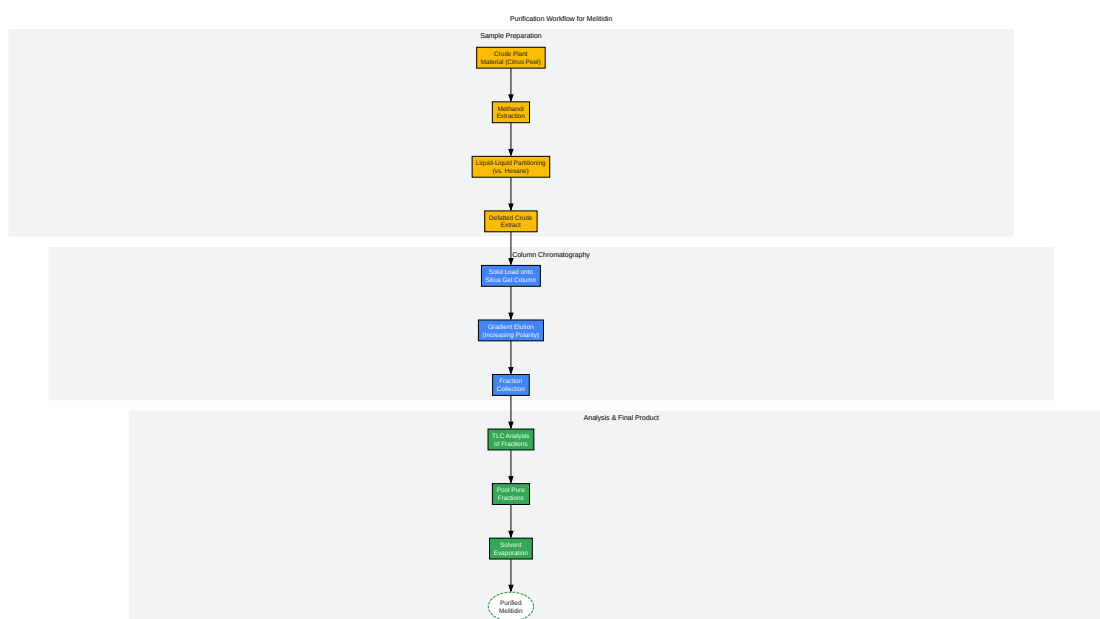 Purification Workflow for Melitidin
Sample Preparation
Crude Plant
Material (Citrus Peel)
Methanol
Extraction
Liquid-Liquid Partitioning
(vs. Hexane)
Defatted Crude
Extract
Column Chromatography
Solid Load onto
Silica Gel Column
Gradient Elution
(Increasing Polarity)
Fraction
Collection
Analysis & Final Product
TLC Analysis
of Fractions
Pool Pure
Fractions
Solvent
Evaporation
Purified
Melitidin